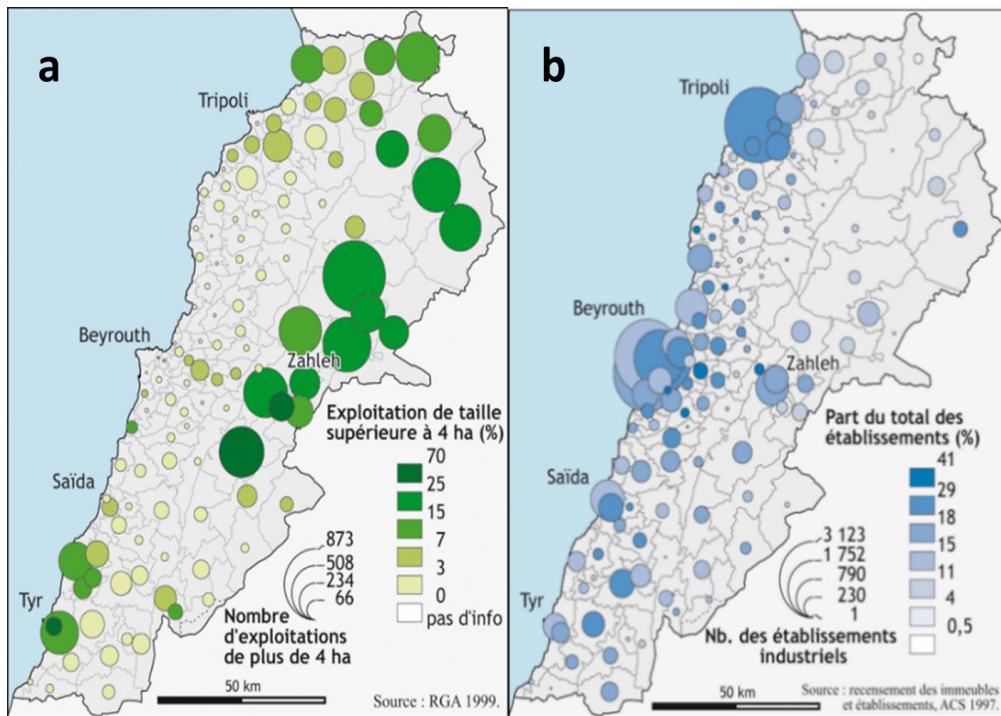 a
Tripoli
Beyrouth
Zahleh
Saïda
Tyr
Exploitation de taille
supérieure à 4 ha (%)
70
25
15
7
3
0
pas d'info
873
508
234
66
Nombre
d'exploitations
de plus de 4 ha
50 km
Source : RGA 1999.
b
Tripoli
Beyrouth
Zahleh
Saïda
Tyr
Part du total des
établissements (%)
41
29
18
15
11
4
0,5
3 123
1 752
790
230
1
Nb. des établissements
industriels
50 km
Source : recensement des immeubles
et établissements, ACS 1997.